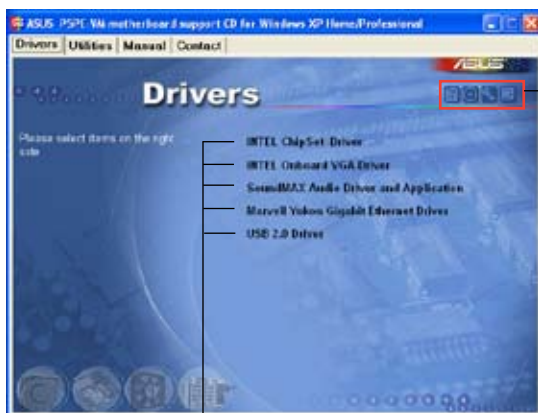 ASUS P5PE-VM motherboard support CD for Windows XP Home/Professional
Drivers Utilities Manual Contact
ASUS
Drivers
Please select items on the right
side
INTEL ChipSet Driver
INTEL Onboard VGA Driver
SoundMAX Audio Driver and Application
Marvell Yukon Gigabit Ethernet Driver
USB 2.0 Driver